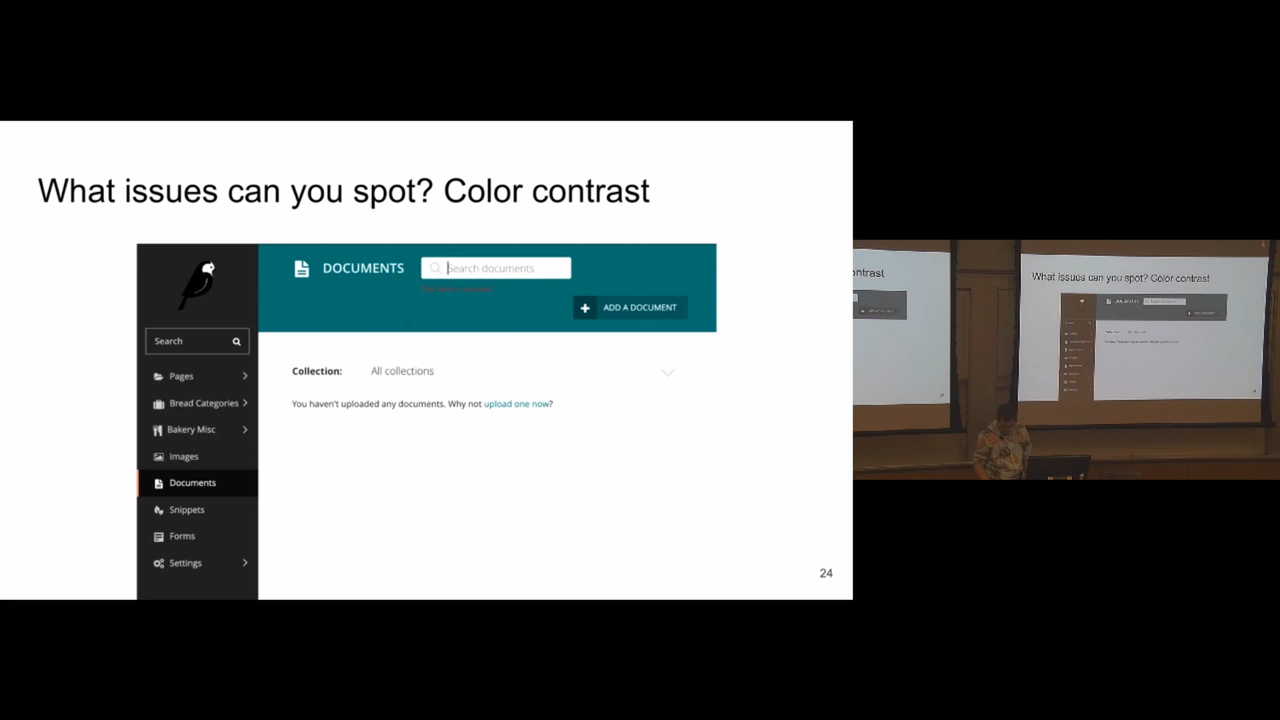 What issues can you spot? Color contrast
DOCUMENTS
Search documents
ADD A DOCUMENT
Search
Pages
Bread Categories
Bakery Misc
Images
Documents
Snippets
Forms
Settings
Collection: All collections
You haven't uploaded any documents. Why not upload one now?
24
ontrast
What issues can you spot? Color contrast